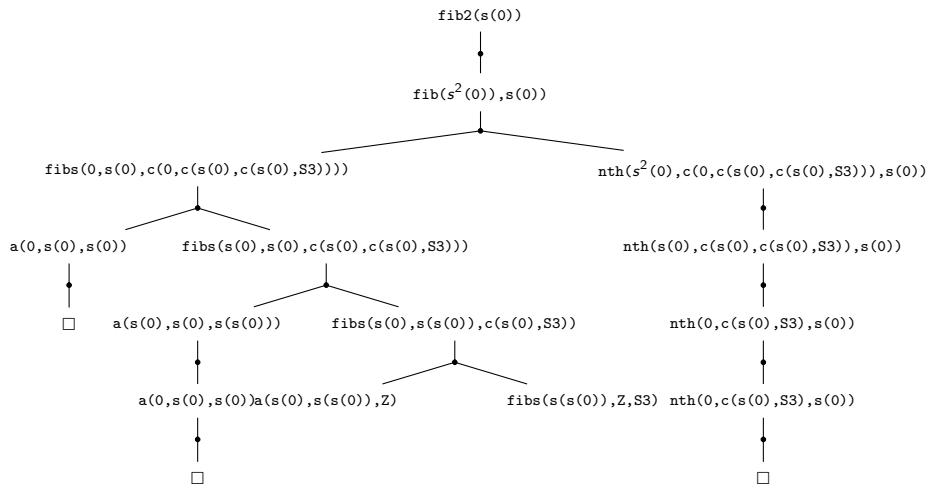 fib2(s(0))
fib(s²(0)),s(0))
fibs(0,s(0),c(0,c(s(0),c(s(0),S3))))
nth(s²(0),c(0,c(s(0),c(s(0),S3))),s(0))
a(0,s(0),s(0))
fibs(s(0),s(0),c(s(0),c(s(0),S3)))
nth(s(0),c(s(0),c(s(0),S3)),s(0))
□
a(s(0),s(0),s(s(0)))
fibs(s(0),s(s(0)),c(s(0),S3))
nth(0,c(s(0),S3),s(0))
a(0,s(0),s(0))
a(s(0),s(s(0)),Z)
fibs(s(s(0)),Z,S3)
nth(0,c(s(0),S3),s(0))
□
□